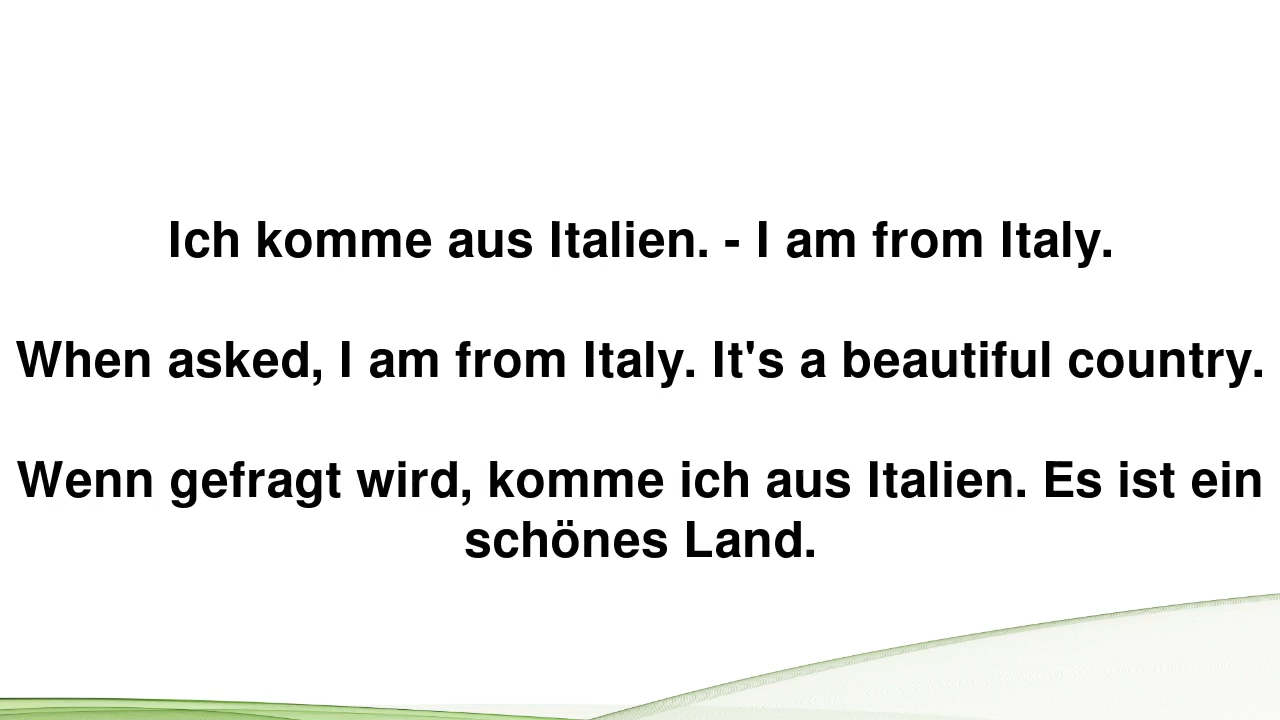 Ich komme aus Italien. - I am from Italy.
When asked, I am from Italy. It's a beautiful country.
Wenn gefragt wird, komme ich aus Italien. Es ist ein
schönes Land.